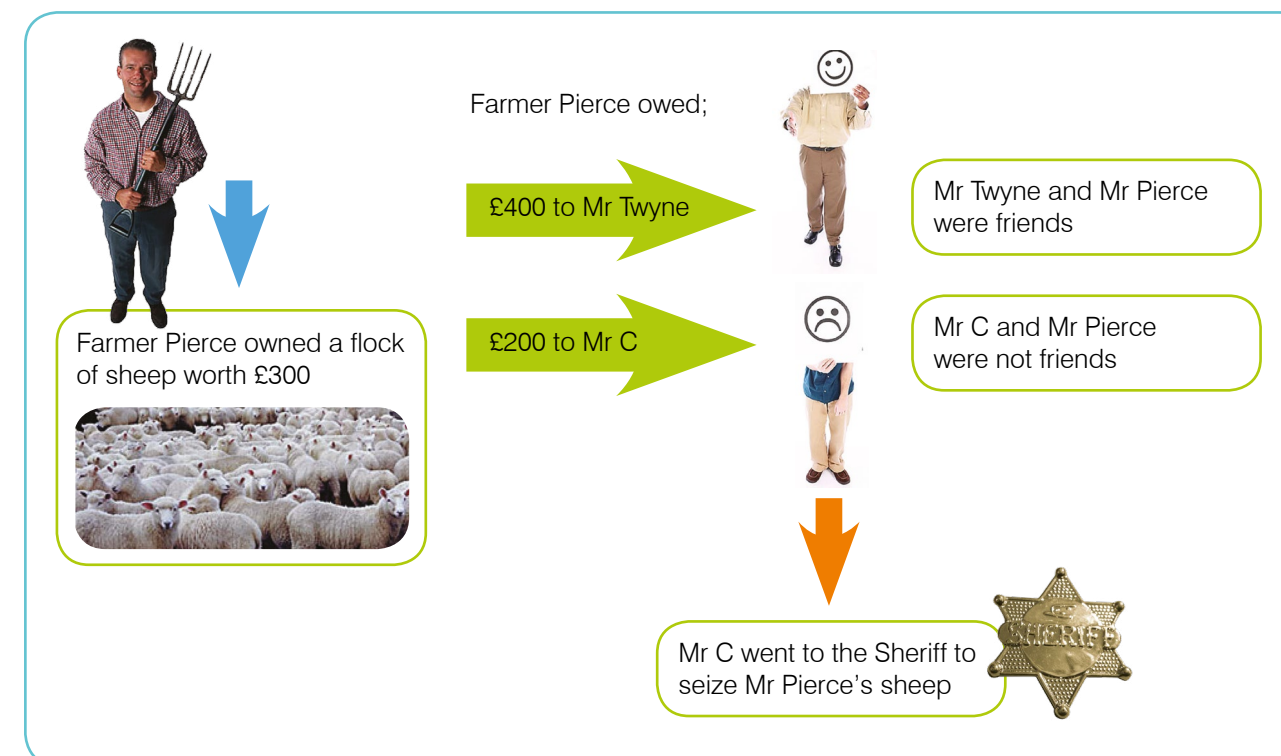 Farmer Pierce owed;
£400 to Mr Twyne
Mr Twyne and Mr Pierce
were friends
£200 to Mr C
Mr C and Mr Pierce
were not friends
Farmer Pierce owned a flock
of sheep worth £300
Mr C went to the Sheriff to
seize Mr Pierce's sheep
SHERIFF